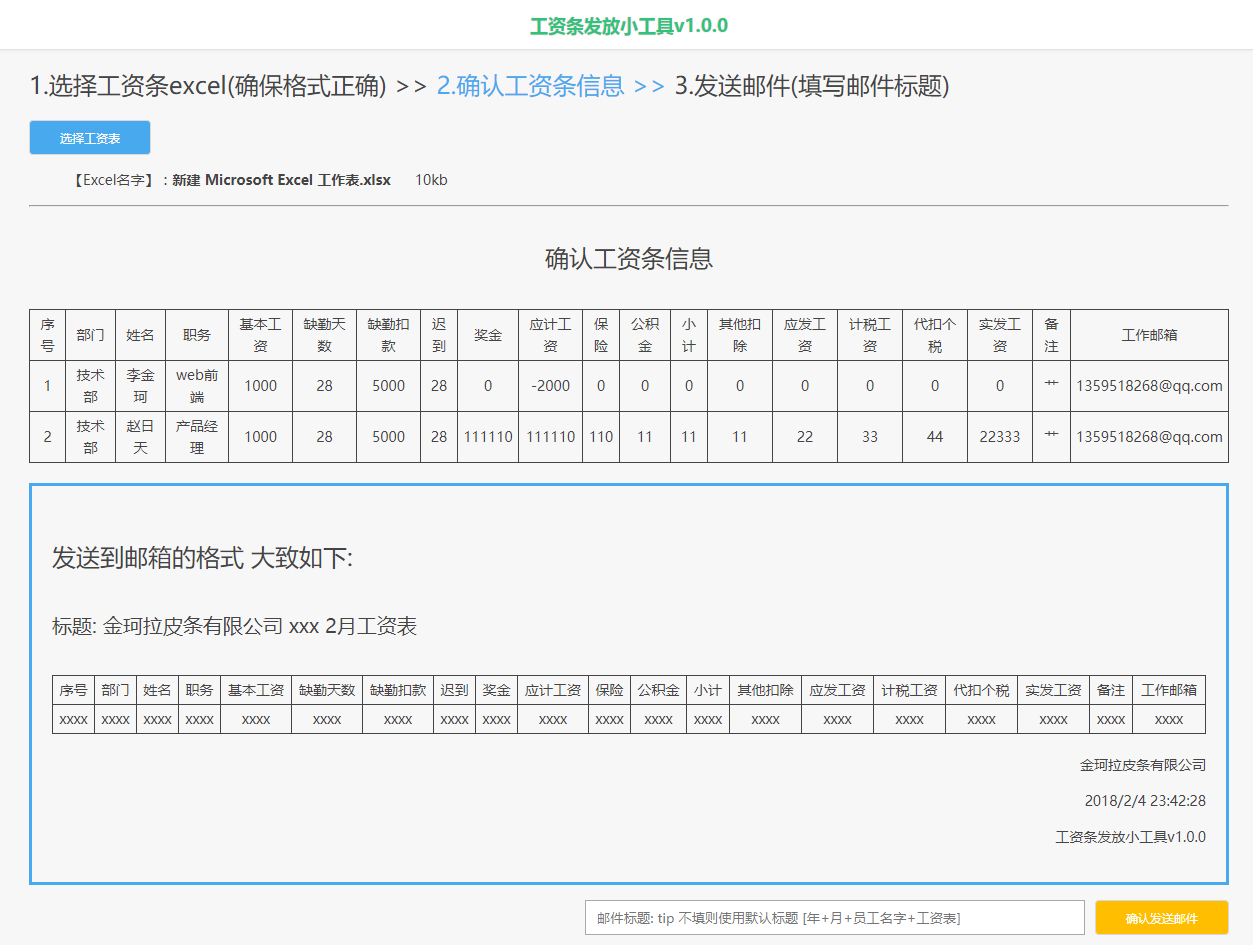 工资条发放小工具v1.0.0
1.选择工资条excel(确保格式正确) >> 2.确认工资条信息 >> 3.发送邮件(填写邮件标题)
选择工资表
【Excel名字】：新建 Microsoft Excel 工作表.xlsx 10kb
确认工资条信息
序号 部门 姓名 职务 基本工资 缺勤天数 缺勤扣款 迟到 奖金 应计工资 保险 公积金 小计 其他扣除 应发工资 计税工资 代扣个税 实发工资 备注 工作邮箱
1 技术部 李金珂 web前端 1000 28 5000 28 0 -2000 0 0 0 0 0 0 0 0 艹 1359518268@qq.com
2 技术部 赵日天 产品经理 1000 28 5000 28 111110 111110 110 11 11 11 22 33 44 22333 艹 1359518268@qq.com
发送到邮箱的格式 大致如下:
标题: 金珂拉皮条有限公司 xxx 2月工资表
序号 部门 姓名 职务 基本工资 缺勤天数 缺勤扣款 迟到 奖金 应计工资 保险 公积金 小计 其他扣除 应发工资 计税工资 代扣个税 实发工资 备注 工作邮箱
xxxx xxxx xxxx xxxx xxxx xxxx xxxx xxxx xxxx xxxx xxxx xxxx xxxx xxxx xxxx xxxx xxxx xxxx xxxx xxxx
金珂拉皮条有限公司
2018/2/4 23:42:28
工资条发放小工具v1.0.0
邮件标题: tip 不填则使用默认标题 [年+月+员工名字+工资表] 确认发送邮件